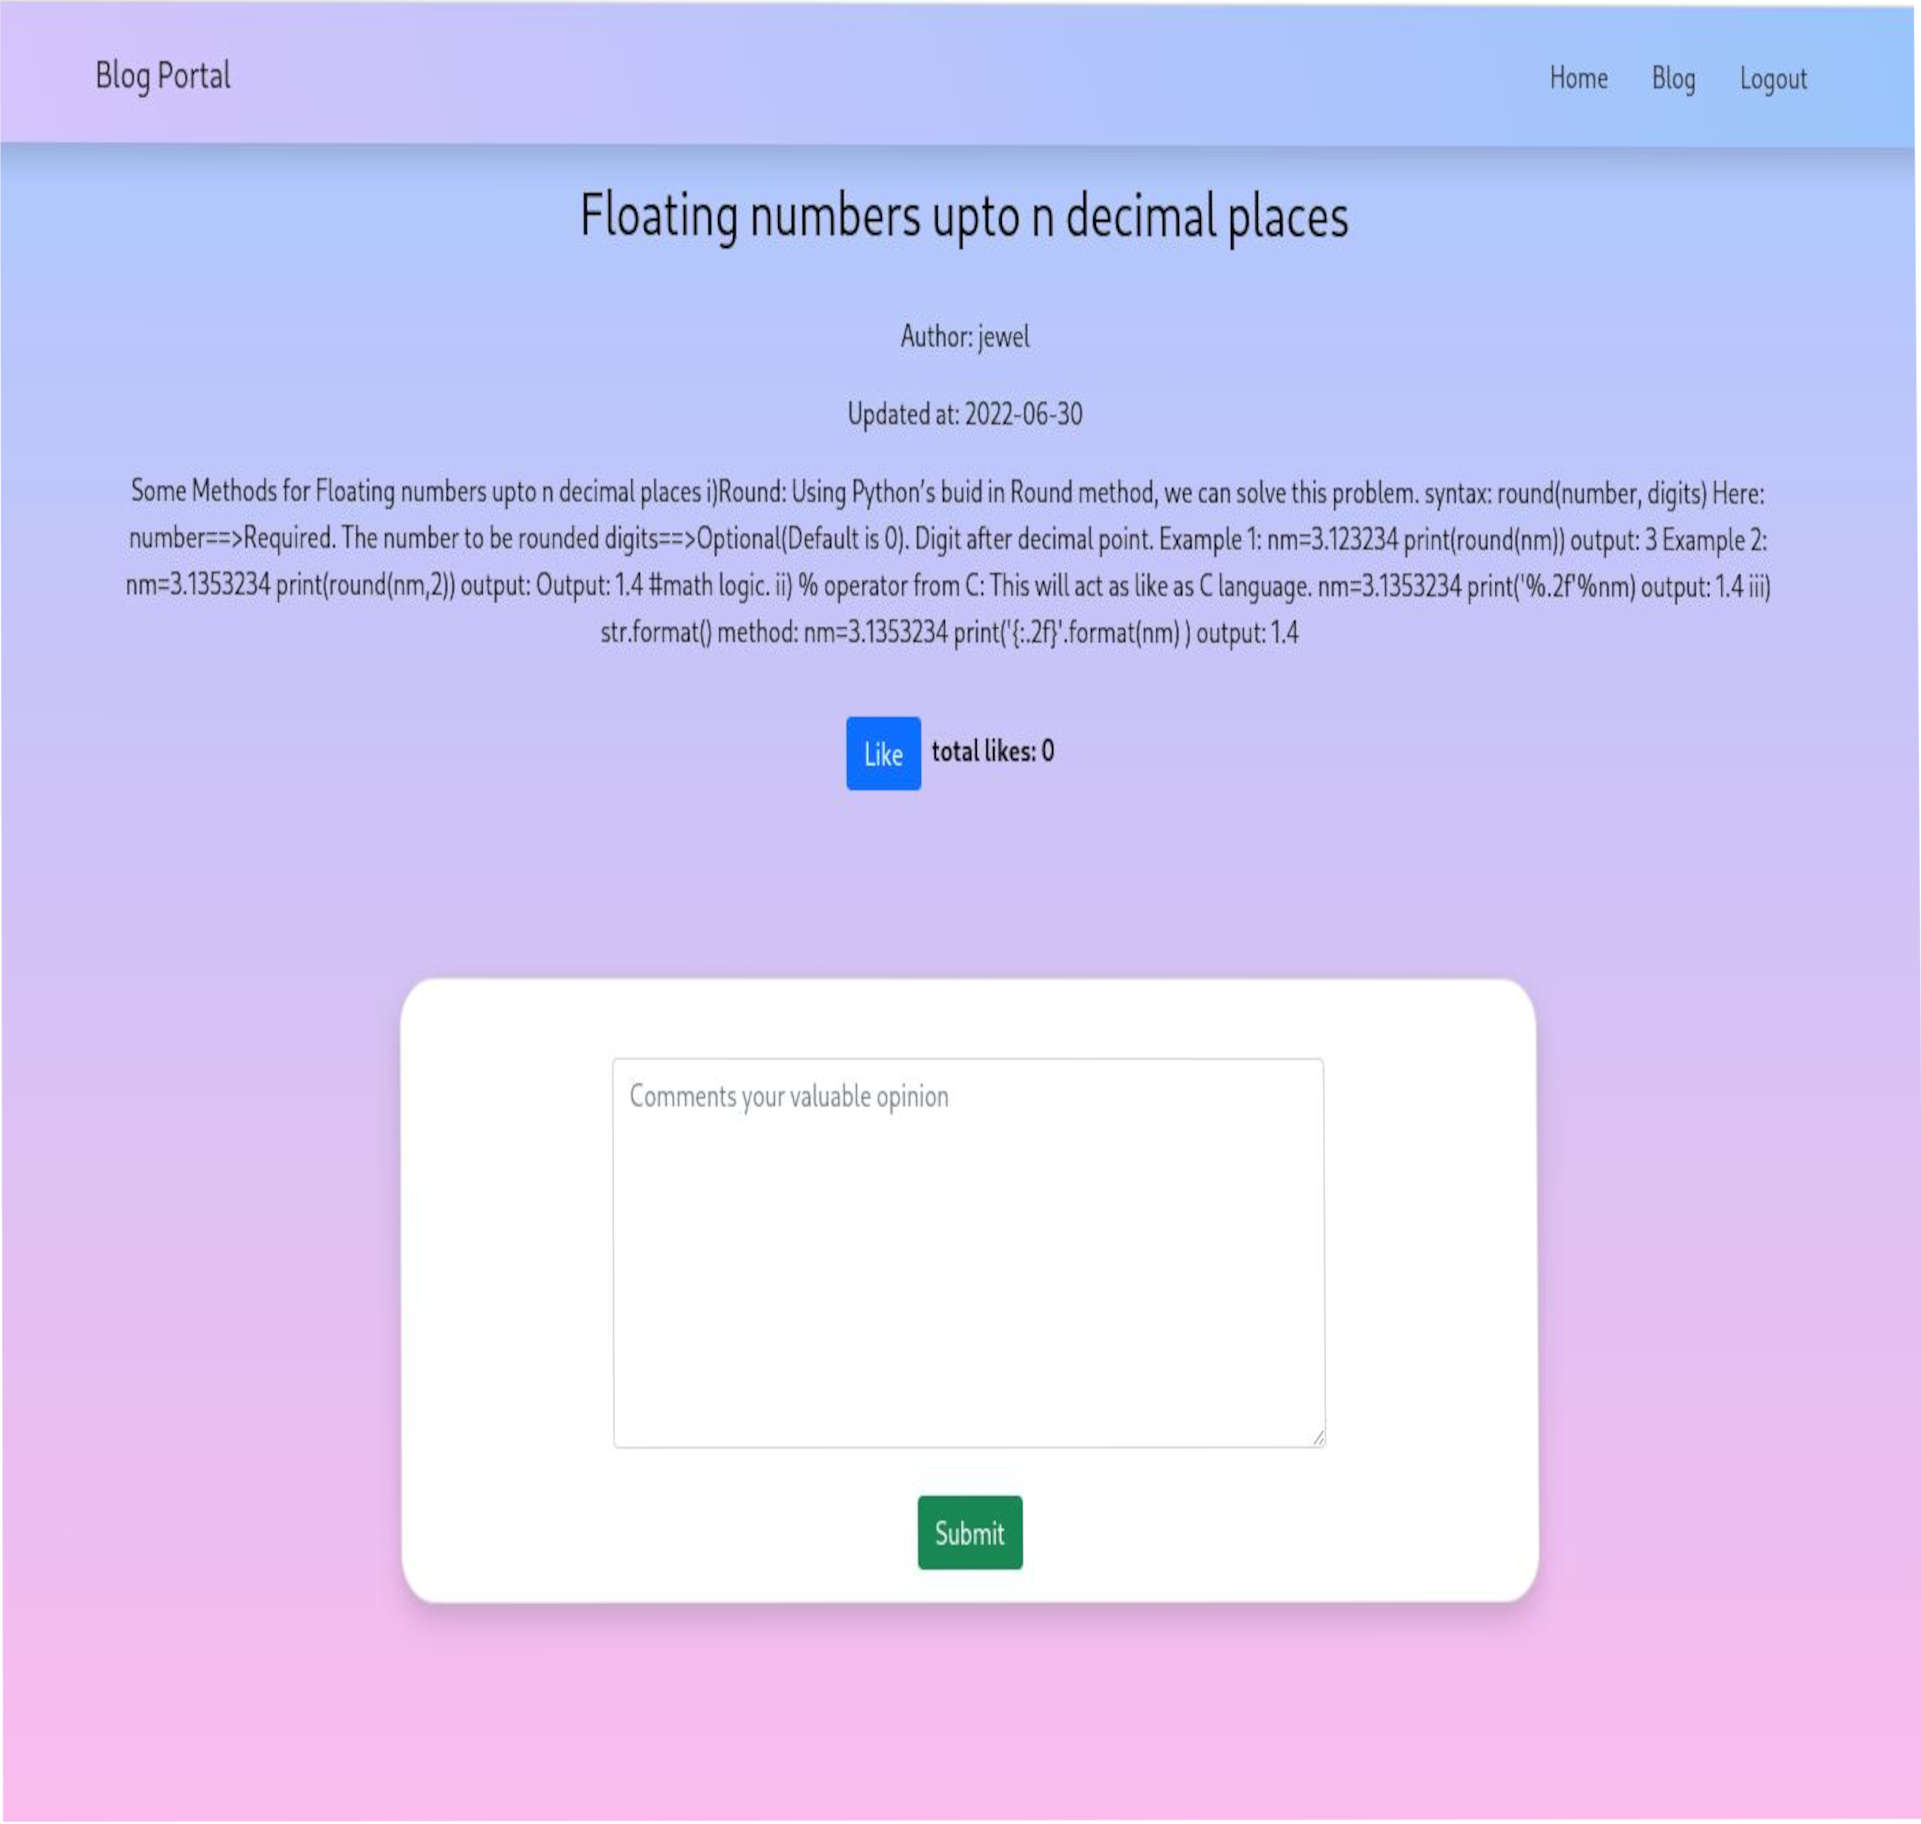 Blog Portal
Home Blog Logout
Floating numbers upto n decimal places
Author: jewel
Updated at: 2022-06-30
Some Methods for Floating numbers upto n decimal places i)Round: Using Python’s buid in Round method, we can solve this problem. syntax: round(number, digits) Here:
number==>Required. The number to be rounded digits==>Optional(Default is 0). Digit after decimal point. Example 1: nm=3.123234 print(round(nm)) output: 3 Example 2:
nm=3.1353234 print(round(nm,2)) output: Output: 1.4 #math logic. ii) % operator from C: This will act as like as C language. nm=3.1353234 print('%.2f'%nm) output: 1.4 iii)
str.format() method: nm=3.1353234 print('{:.2f}'.format(nm) ) output: 1.4
Like total likes: 0
Comments your valuable opinion
Submit